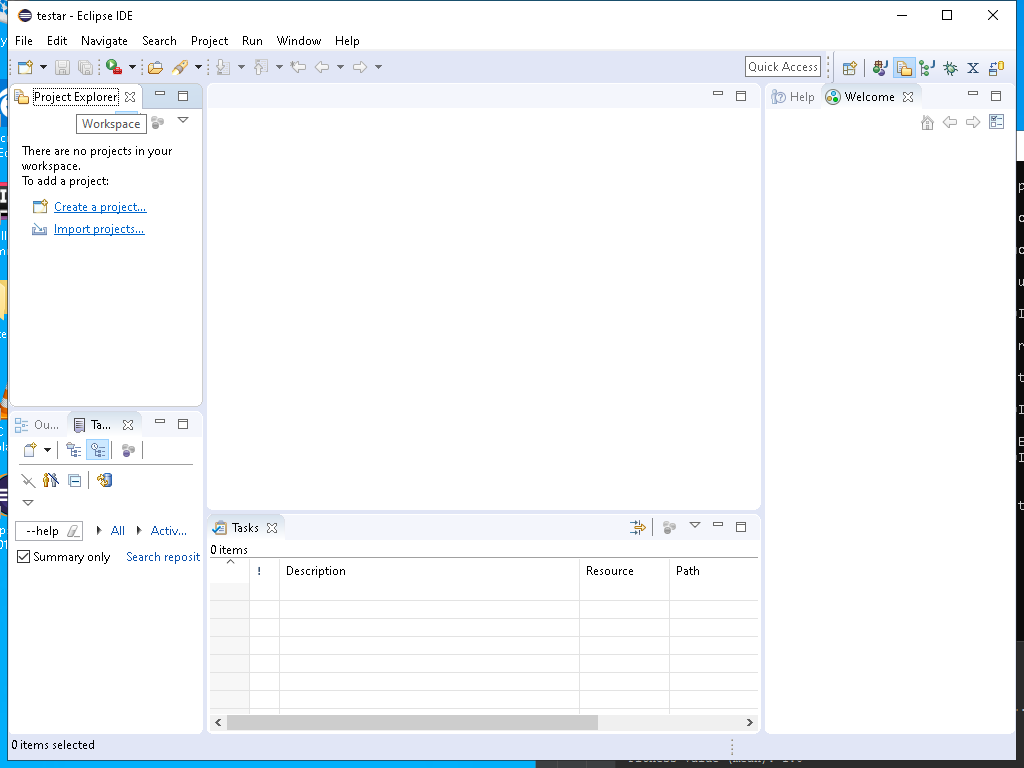 testar - Eclipse IDE
File Edit Navigate Search Project Run Window Help
Quick Access
Project Explorer
Workspace
There are no projects in your
workspace.
To add a project:
Create a project...
Import projects...
Help Welcome
Ou... Ta...
--help All Activ...
Summary only Search reposit
Tasks
0 items
! Description Resource Path
0 items selected